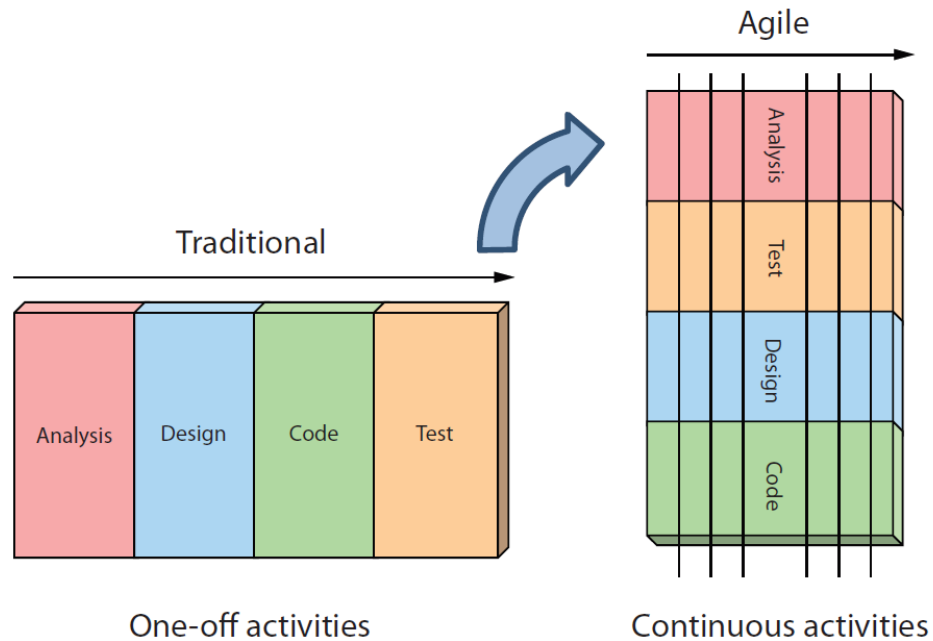 Agile
Traditional
Analysis
Test
Design
Code
Analysis
Design
Code
Test
One-off activities
Continuous activities